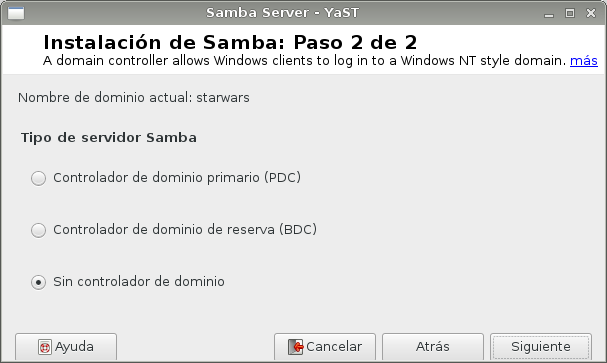 Samba Server - YaST
Instalación de Samba: Paso 2 de 2
A domain controller allows Windows clients to log in to a Windows NT style domain. más
Nombre de dominio actual: starwars
Tipo de servidor Samba
Controlador de dominio primario (PDC)
Controlador de dominio de reserva (BDC)
Sin controlador de dominio
Ayuda Cancelar Atrás Siguiente